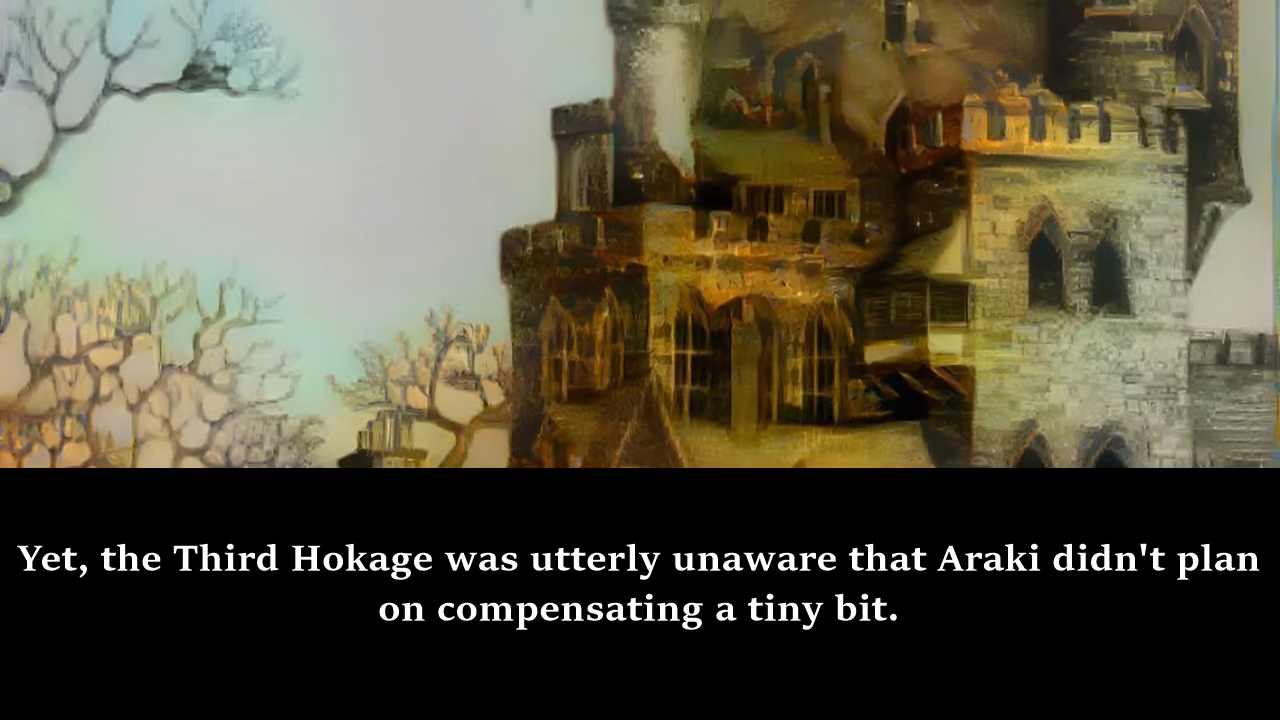 Yet, the Third Hokage was utterly unaware that Araki didn't plan
on compensating a tiny bit.